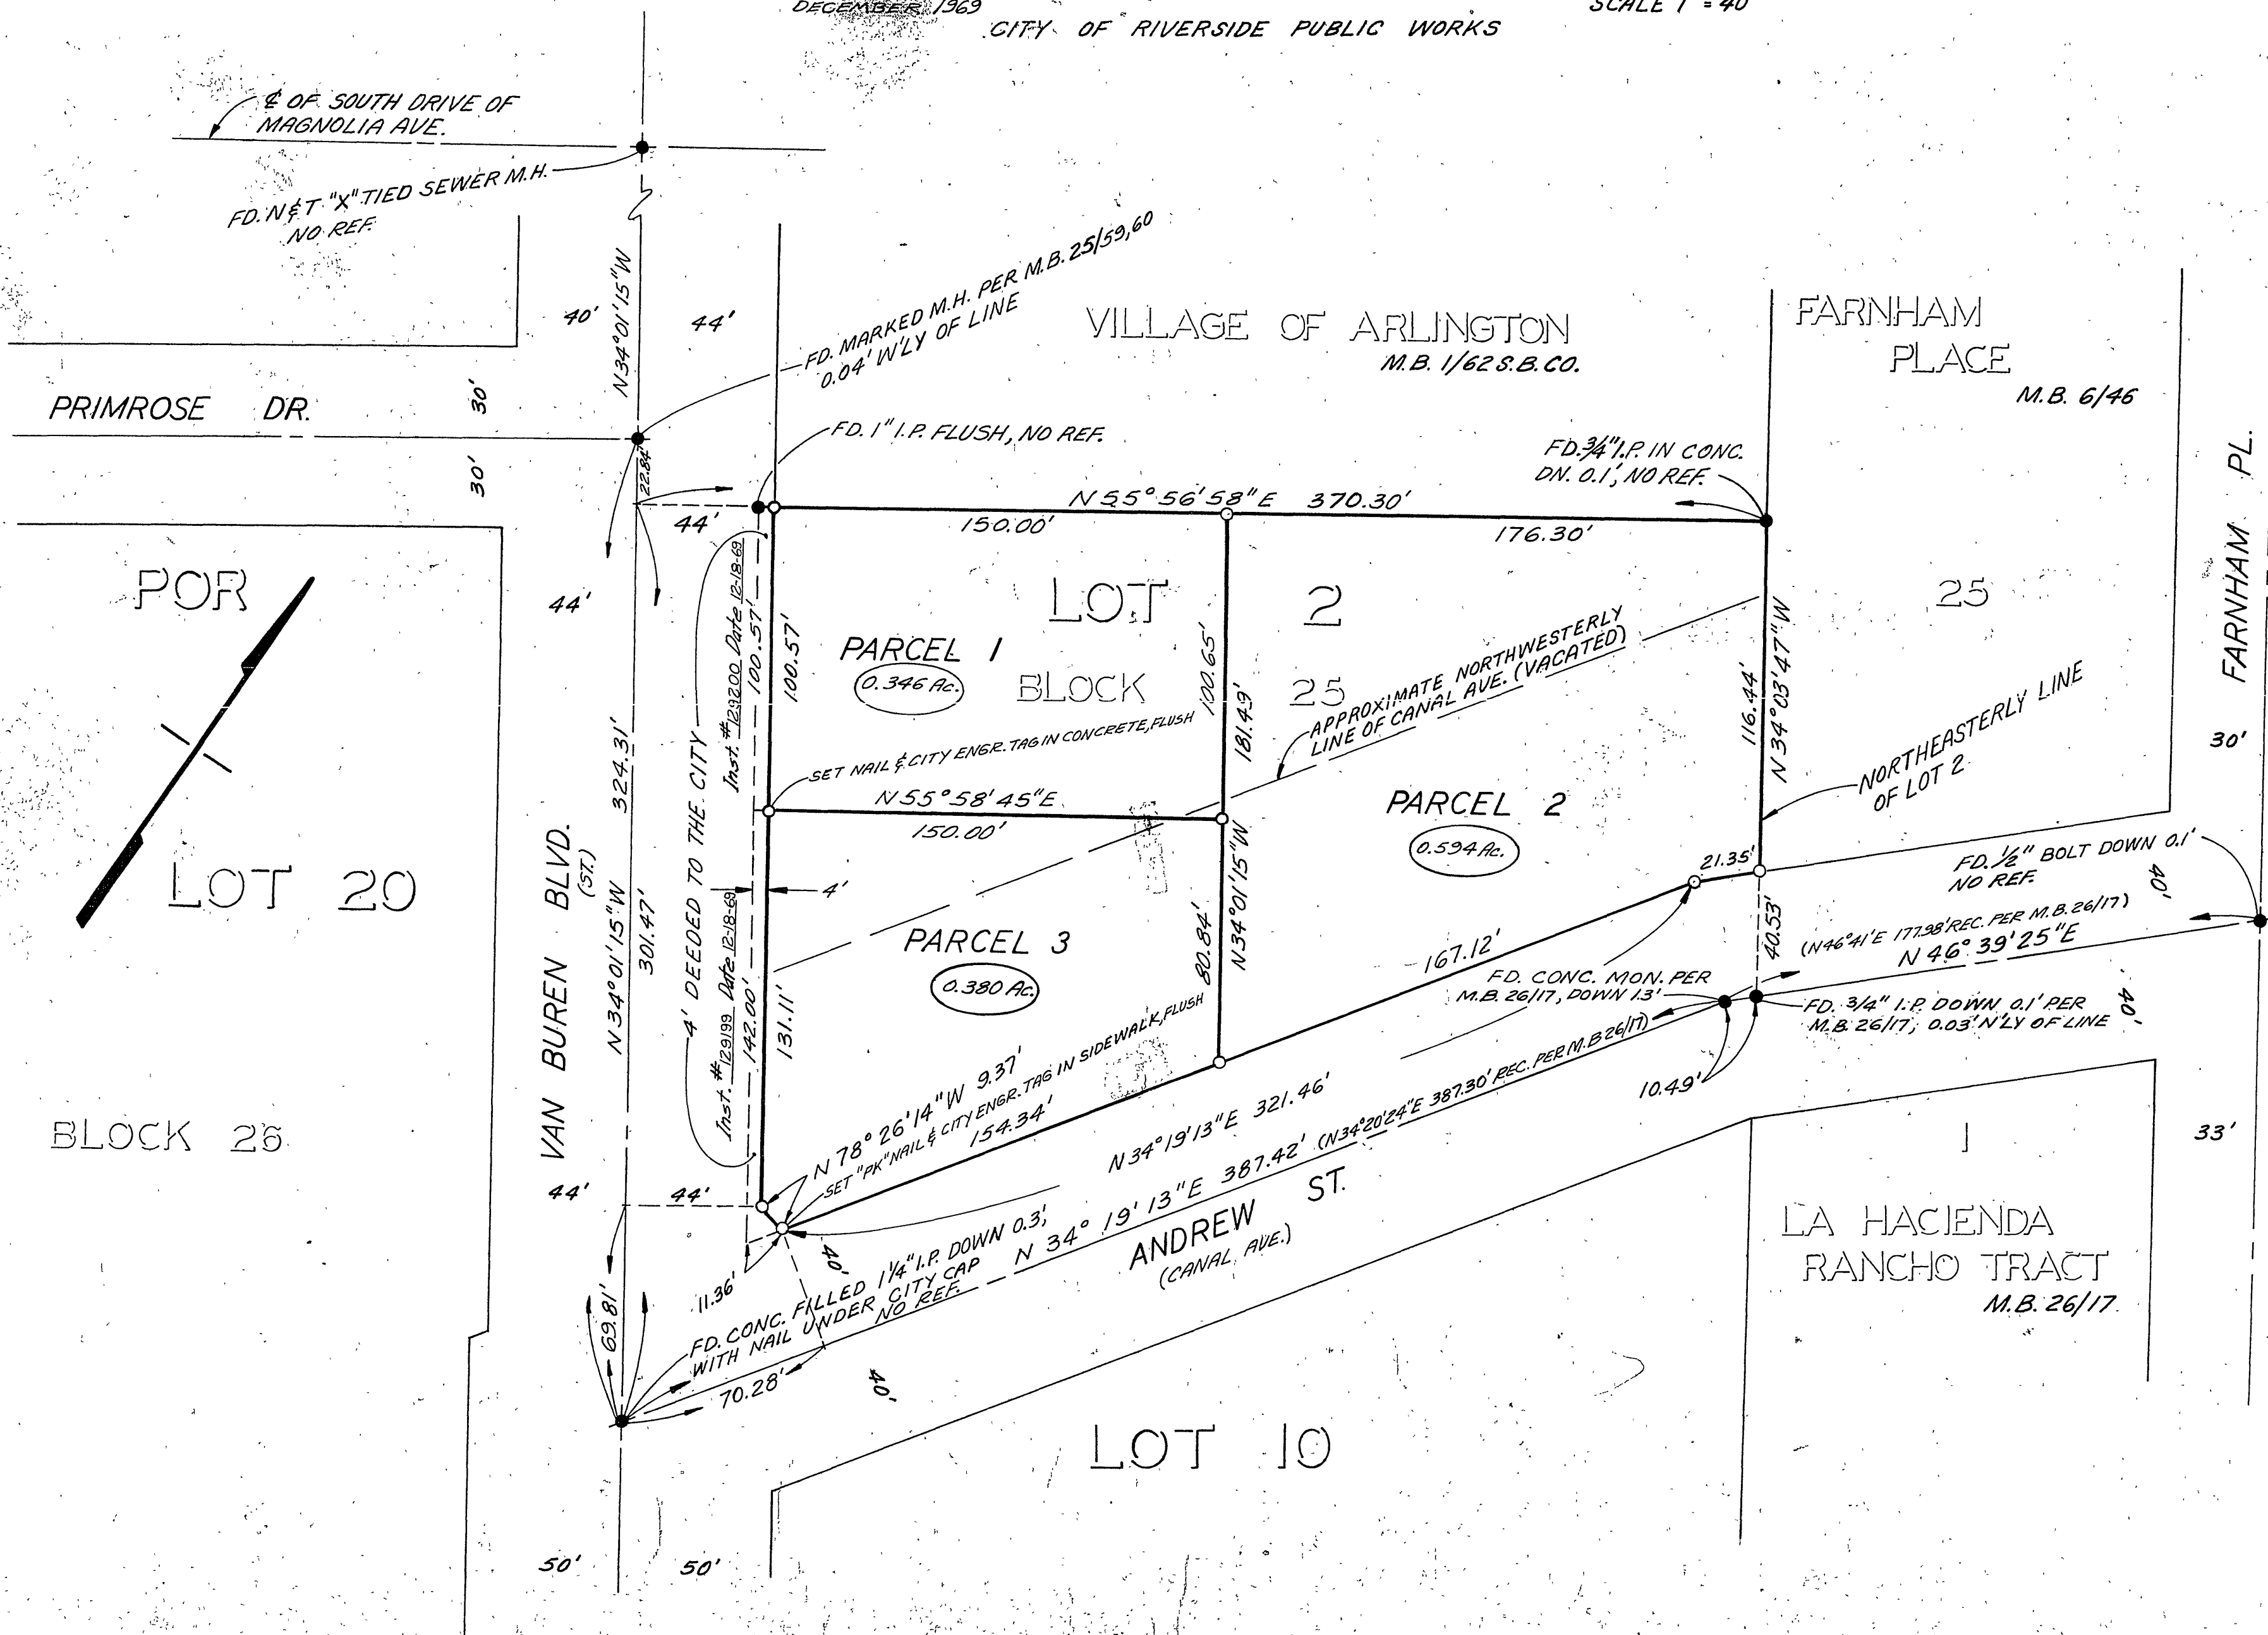 DECEMBER 1969
SCALE 1" = 40'
CITY OF RIVERSIDE PUBLIC WORKS
℄ OF SOUTH DRIVE OF
MAGNOLIA AVE.
FD. N & T "X" TIED SEWER M.H.
NO REF.
N34°01'15"W
40'
44'
FD. MARKED M.H. PER M.B. 25/59,60
0.04' W'LY OF LINE
VILLAGE OF ARLINGTON
M.B. 1/62 S.B. CO.
FARNHAM
PLACE
M.B. 6/46
PRIMROSE DR.
30'
30'
22.84'
FD. 1" I.P. FLUSH, NO REF.
FD. 3/4" I.P. IN CONC.
DN. 0.1', NO REF.
FARNHAM PL.
N 55° 56' 58" E 370.30'
44'
150.00'
176.30'
POR
LOT 20
BLOCK 26
44'
LOT 2
BLOCK 25
25
PARCEL 1
0.346 Ac.
Inst. # 129200 Date 12-18-69
100.57'
100.57'
100.65'
181.49'
APPROXIMATE NORTHWESTERLY
LINE OF CANAL AVE. (VACATED)
116.44'
N 34° 03' 47" W
NORTHEASTERLY LINE
OF LOT 2
30'
SET NAIL & CITY ENGR. TAG IN CONCRETE, FLUSH
N 55° 58' 45" E
150.00'
PARCEL 2
0.594 Ac.
324.31'
N 34° 01' 15" W
301.47'
VAN BUREN BLVD.
(ST.)
4' DEEDED TO THE CITY
4'
Inst. # 129199 Date 12-18-69
142.00'
131.11'
PARCEL 3
0.380 Ac.
80.84'
N 34° 01' 15" W
21.35'
FD. 1/2" BOLT DOWN 0.1'
NO REF.
40'
40.53'
(N46°41'E 177.98' REC. PER M.B. 26/17)
N 46° 39' 25" E
167.12'
FD. CONC. MON. PER
M.B. 26/17, DOWN 1.3'
FD. 3/4" I.P. DOWN 0.1' PER
M.B. 26/17, 0.03' N'LY OF LINE
40'
10.49'
N 78° 26' 14" W 9.37'
SET "PK" NAIL & CITY ENGR. TAG IN SIDEWALK, FLUSH
154.34'
N 34° 19' 13" E 321.46'
N 34° 19' 13" E 387.42' (N34°20'24"E 387.30' REC. PER M.B 26/17)
ANDREW ST.
(CANAL AVE.)
44'
44'
11.36'
40'
69.81'
FD. CONC. FILLED 1 1/4" I.P. DOWN 0.3',
WITH NAIL UNDER CITY CAP
NO REF.
70.28'
40'
1
33'
LA HACIENDA
RANCHO TRACT
M.B. 26/17
LOT 10
50'
50'